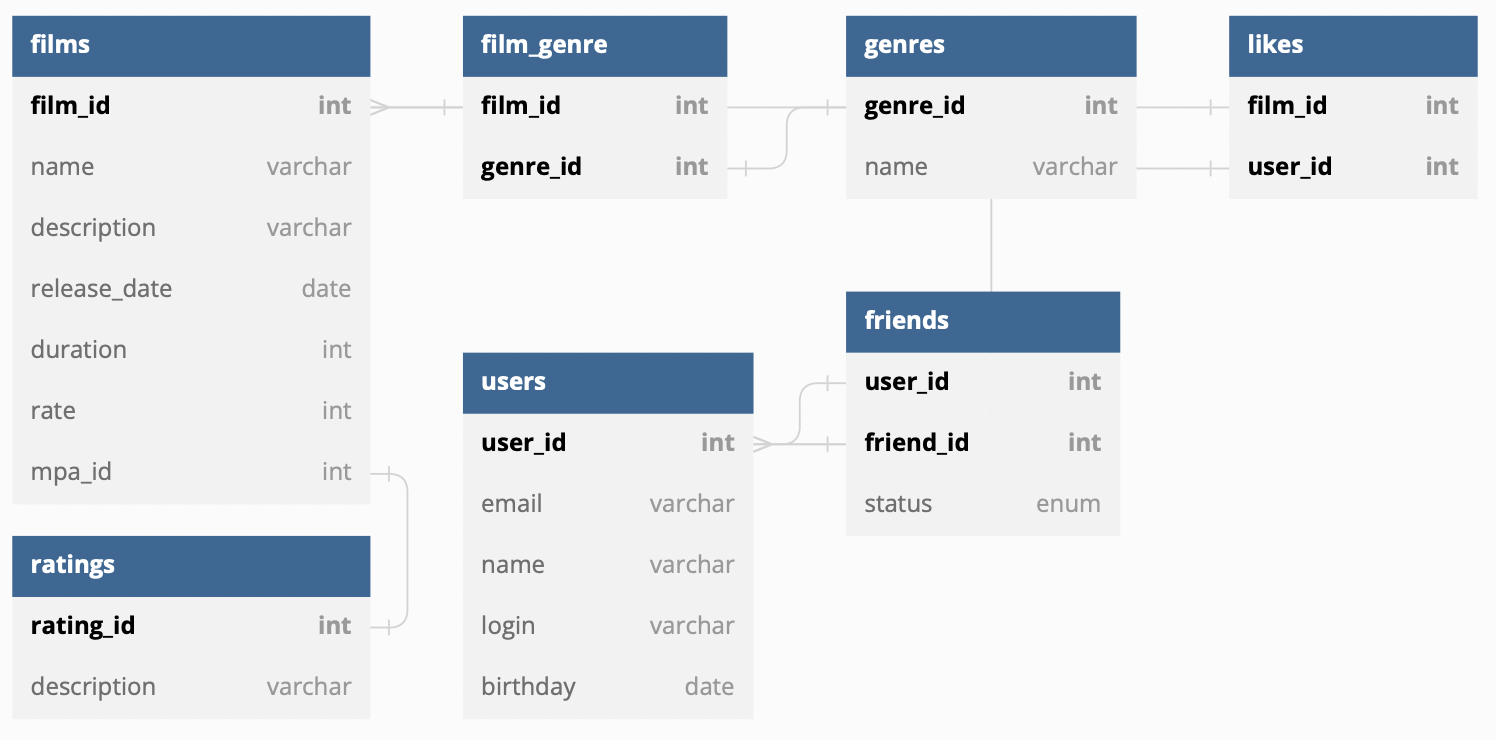 films
film_id int
name varchar
description varchar
release_date date
duration int
rate int
mpa_id int
ratings
rating_id int
description varchar
film_genre
film_id int
genre_id int
users
user_id int
email varchar
name varchar
login varchar
birthday date
genres
genre_id int
name varchar
friends
user_id int
friend_id int
status enum
likes
film_id int
user_id int